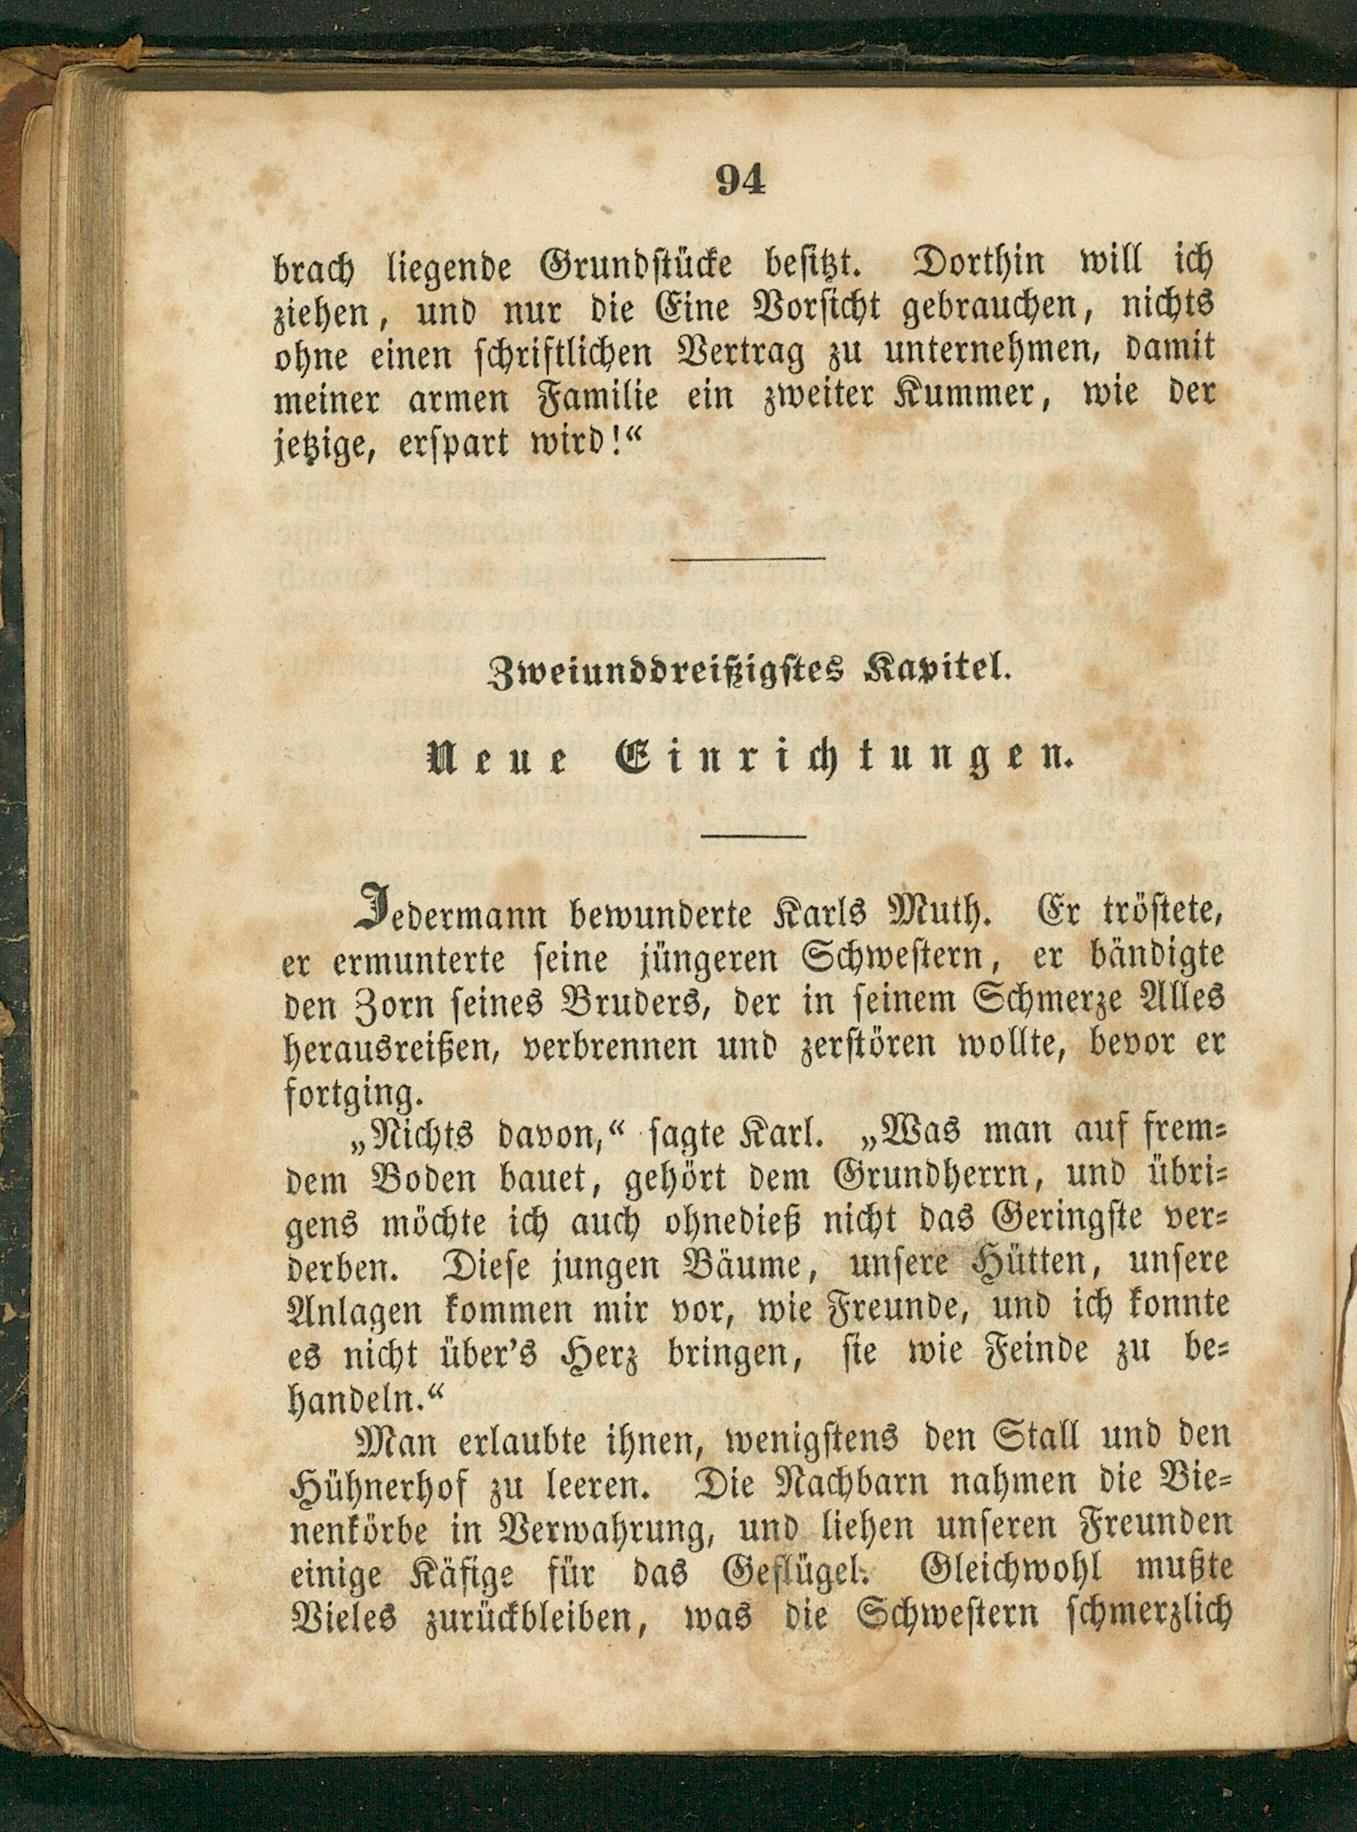 94
brach liegende Grundstücke besitzt. Dorthin will ich
ziehen, und nur die Eine Vorsicht gebrauchen, nichts
ohne einen schriftlichen Vertrag zu unternehmen, damit
meiner armen Familie ein zweiter Kummer, wie der
jetzige, erspart wird!“
Zweiunddreißigstes Kapitel.
Neue Einrichtungen.
Jedermann bewunderte Karls Muth. Er tröstete,
er ermunterte seine jüngeren Schwestern, er bändigte
den Zorn seines Bruders, der in seinem Schmerze Alles
herausreißen, verbrennen und zerstören wollte, bevor er
fortging.
„Nichts davon,“ sagte Karl. „Was man auf frem-
dem Boden bauet, gehört dem Grundherrn, und übri-
gens möchte ich auch ohnedieß nicht das Geringste ver-
derben. Diese jungen Bäume, unsere Hütten, unsere
Anlagen kommen mir vor, wie Freunde, und ich konnte
es nicht über's Herz bringen, sie wie Feinde zu be-
handeln.“
Man erlaubte ihnen, wenigstens den Stall und den
Hühnerhof zu leeren. Die Nachbarn nahmen die Bie-
nenkörbe in Verwahrung, und liehen unseren Freunden
einige Käfige für das Geflügel. Gleichwohl mußte
Vieles zurückbleiben, was die Schwestern schmerzlich